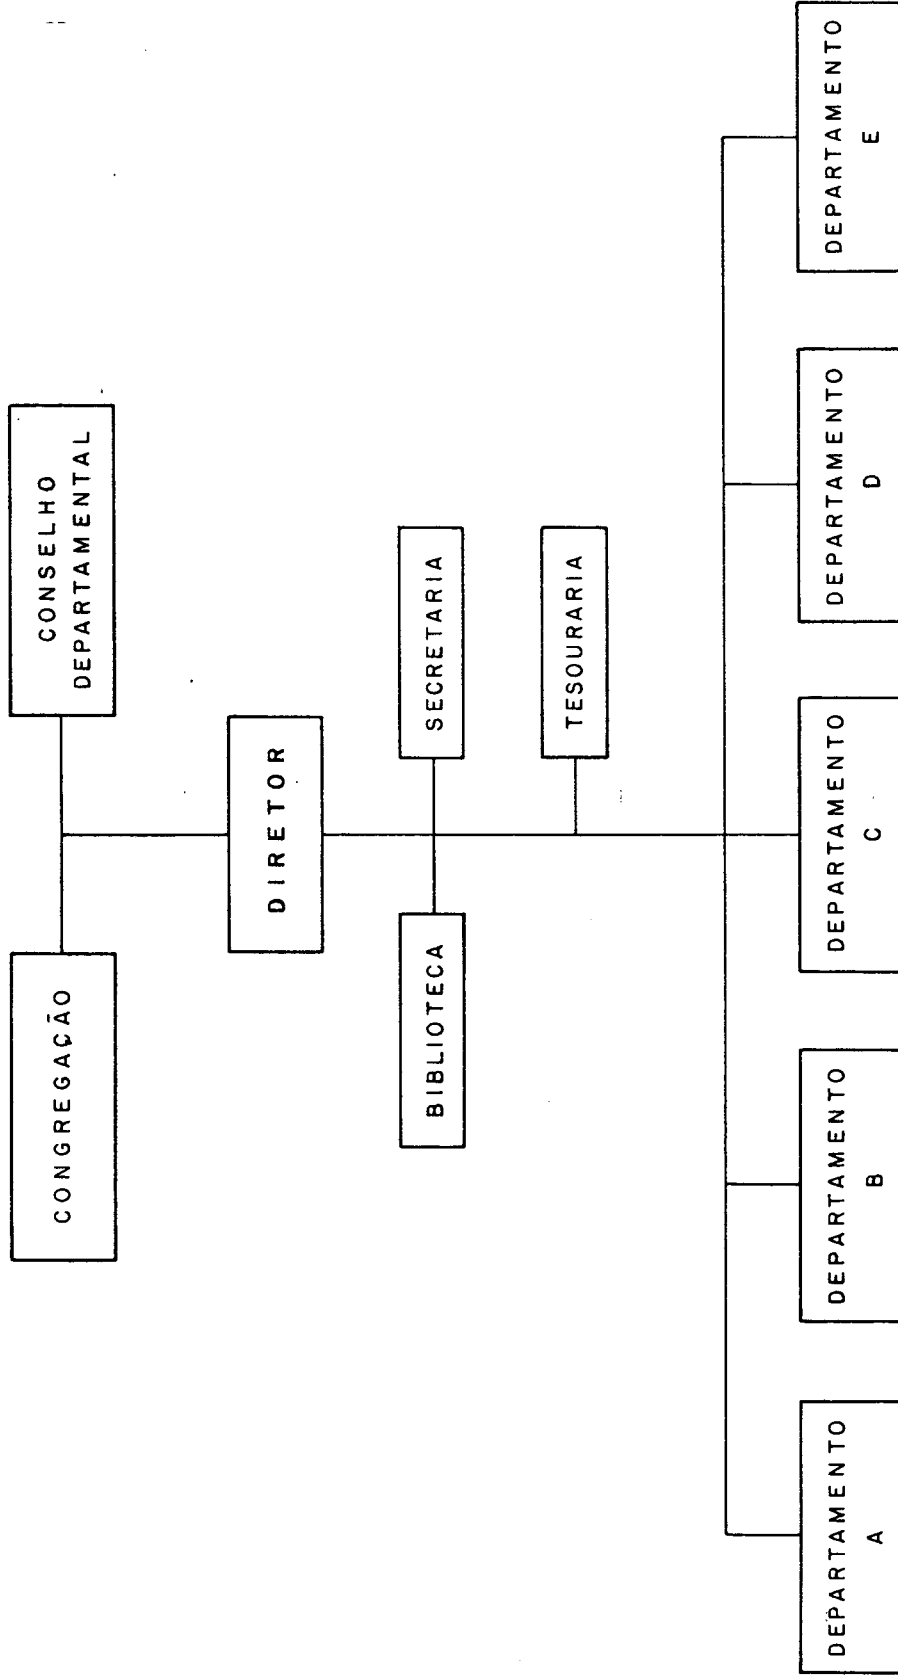 CONGREGAÇÃO
CONSELHO
DEPARTAMENTAL
DIRETOR
BIBLIOTECA
SECRETARIA
TESOURARIA
DEPARTAMENTO
A
DEPARTAMENTO
B
DEPARTAMENTO
C
DEPARTAMENTO
D
DEPARTAMENTO
E